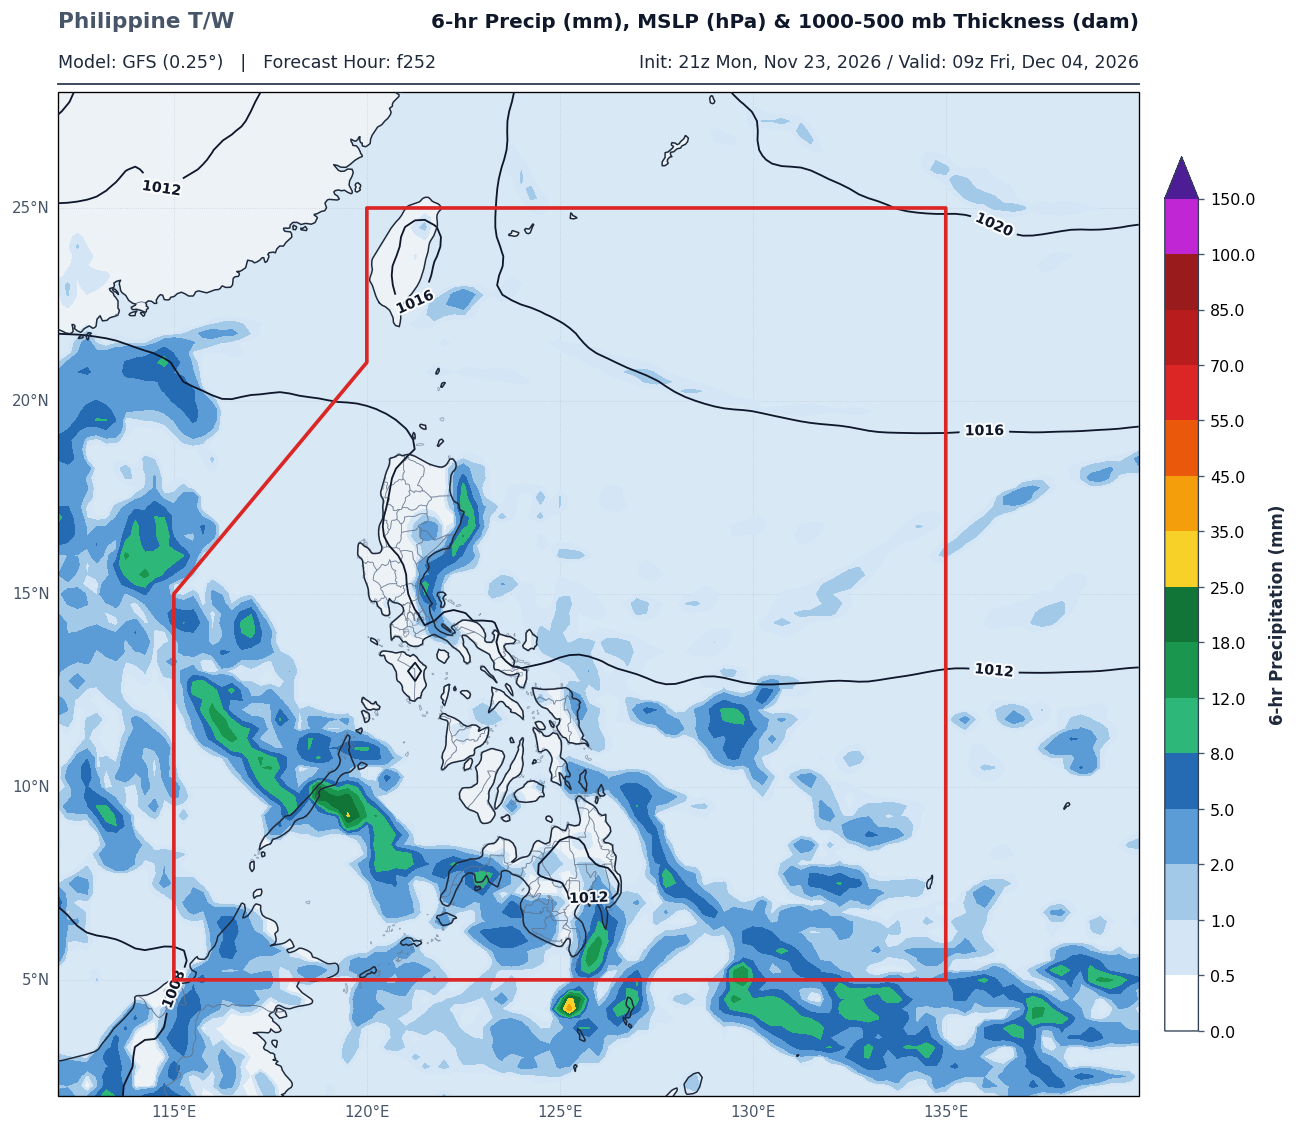 Philippine T/W
6-hr Precip (mm), MSLP (hPa) & 1000-500 mb Thickness (dam)
Model: GFS (0.25°) | Forecast Hour: f252
Init: 21z Mon, Nov 23, 2026 / Valid: 09z Fri, Dec 04, 2026
1012
1020
1016
1016
1012
1012
1008
25°N
20°N
15°N
10°N
5°N
115°E
120°E
125°E
130°E
135°E
150.0
100.0
85.0
70.0
55.0
45.0
35.0
25.0
18.0
12.0
8.0
5.0
2.0
1.0
0.5
0.0
6-hr Precipitation (mm)